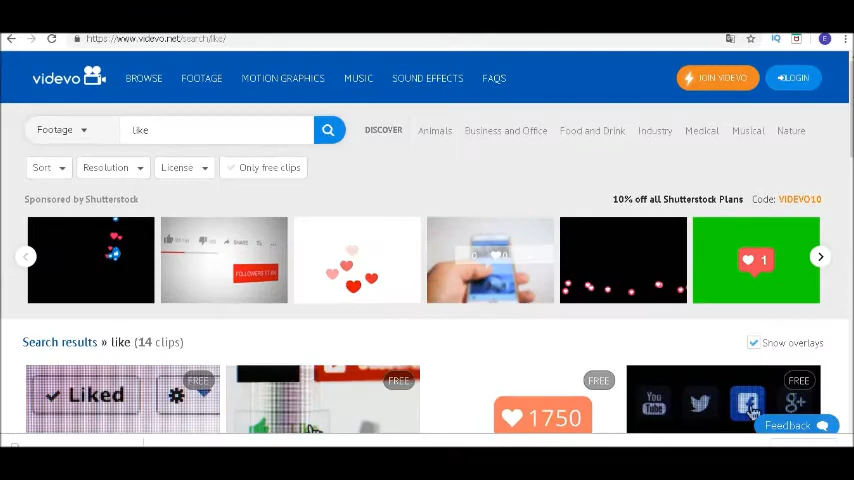 https://www.videvo.net/search/like/
E
videvo BROWSE FOOTAGE MOTION GRAPHICS MUSIC SOUND EFFECTS FAQS JOIN VIDEVO LOGIN
Footage like DISCOVER Animals Business and Office Food and Drink Industry Medical Musical Nature
Sort Resolution License Only free clips
Sponsored by Shutterstock 10% off all Shutterstock Plans Code: VIDEVO10
SHARE
1
Search results » like (14 clips) Show overlays
FREE FREE FREE FREE
Liked
You
Tube
1750
Feedback